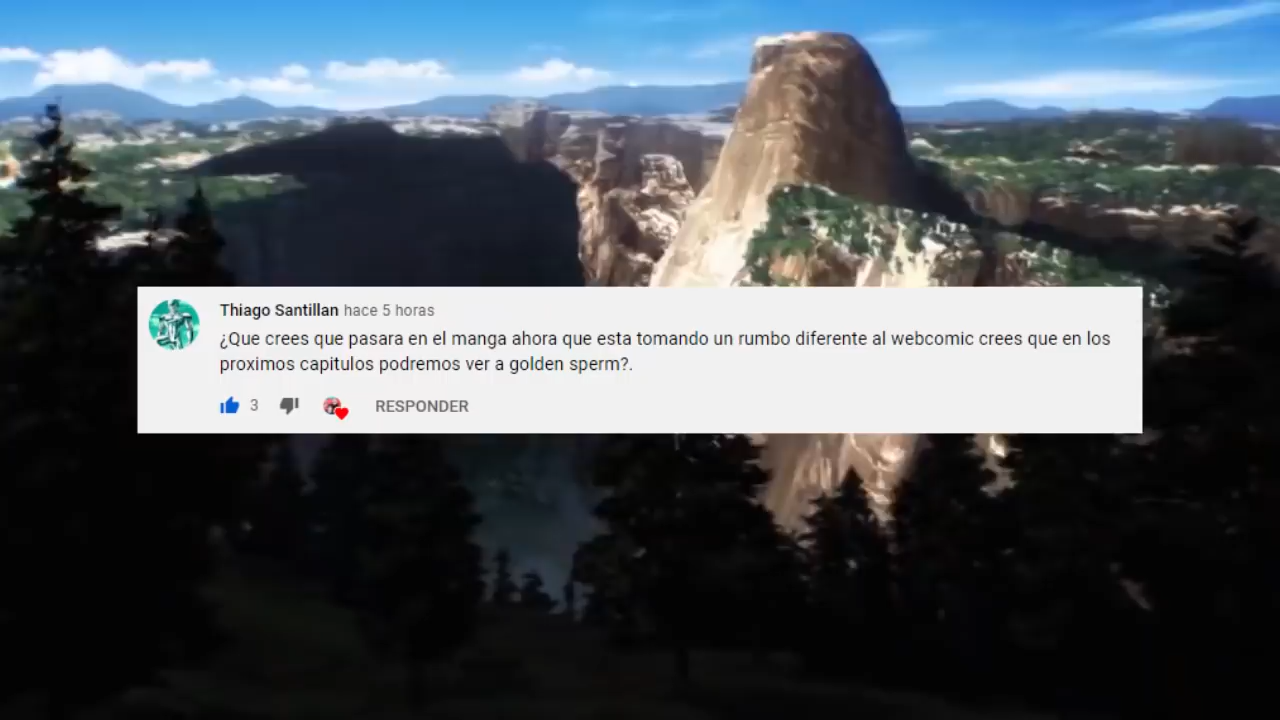 Thiago Santillan hace 5 horas
¿Que crees que pasara en el manga ahora que esta tomando un rumbo diferente al webcomic crees que en los
proximos capitulos podremos ver a golden sperm?.
3 RESPONDER